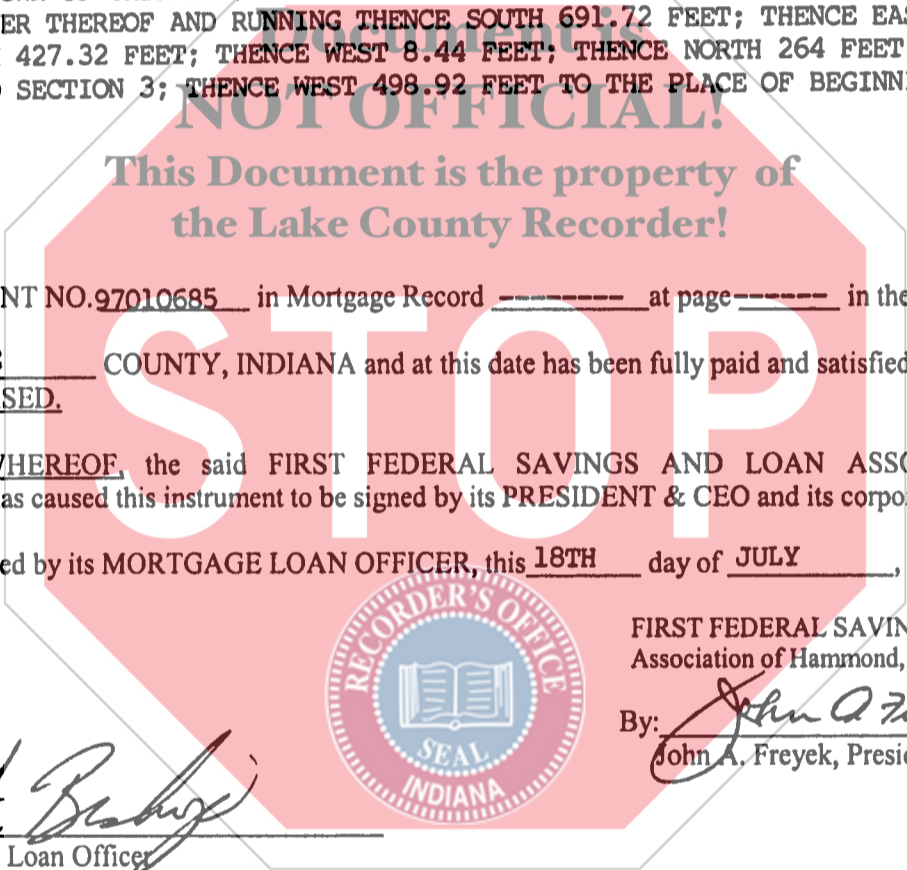 ER THEREOF AND RUNNING THENCE SOUTH 691.72 FEET; THENCE EAS
427.32 FEET; THENCE WEST 8.44 FEET; THENCE NORTH 264 FEET
SECTION 3; THENCE WEST 498.92 FEET TO THE PLACE OF BEGINN
Document is
NOT OFFICIAL!
This Document is the property of
the Lake County Recorder!
NT NO. 97010685 in Mortgage Record -------- at page ------ in the
COUNTY, INDIANA and at this date has been fully paid and satisfied
SED.
STOP
WHEREOF, the said FIRST FEDERAL SAVINGS AND LOAN ASSO
as caused this instrument to be signed by its PRESIDENT & CEO and its corpo
ed by its MORTGAGE LOAN OFFICER, this 18TH day of JULY ,
RECORDER'S OFFICE
SEAL
INDIANA
FIRST FEDERAL SAVIN
Association of Hammond,
By: John A
John A. Freyek, Presid
Loan Officer